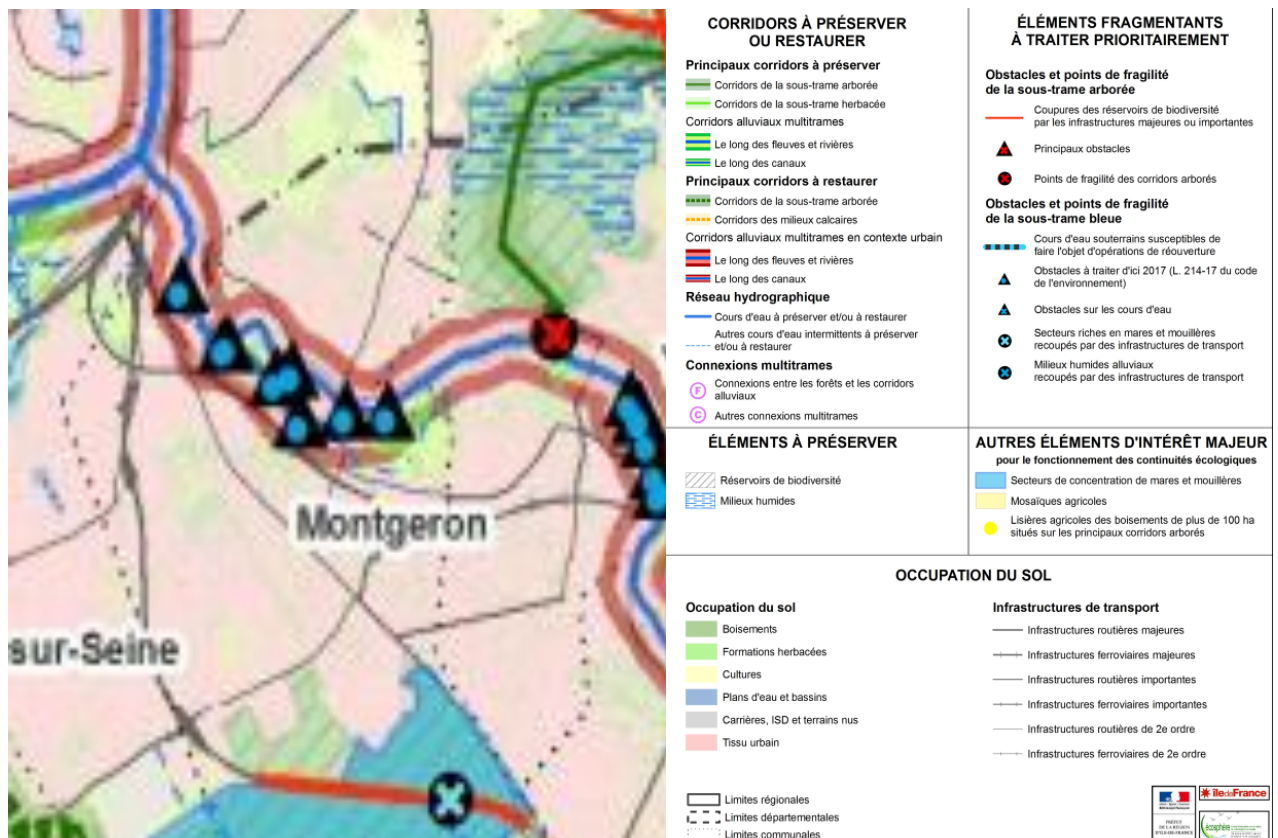 Montgeron
sur-Seine
CORRIDORS À PRÉSERVER
OU RESTAURER
Principaux corridors à préserver
Corridors de la sous-trame arborée
Corridors de la sous-trame herbacée
Corridors alluviaux multitrames
Le long des fleuves et rivières
Le long des canaux
Principaux corridors à restaurer
Corridors de la sous-trame arborée
Corridors des milieux calcaires
Corridors alluviaux multitrames en contexte urbain
Le long des fleuves et rivières
Le long des canaux
Réseau hydrographique
Cours d'eau à préserver et/ou à restaurer
Autres cours d'eau intermittents à préserver
et/ou à restaurer
Connexions multitrames
F
Connexions entre les forêts et les corridors
alluviaux
C
Autres connexions multitrames
ÉLÉMENTS FRAGMENTANTS
À TRAITER PRIORITAIREMENT
Obstacles et points de fragilité
de la sous-trame arborée
Coupures des réservoirs de biodiversité
par les infrastructures majeures ou importantes
Principaux obstacles
Points de fragilité des corridors arborés
Obstacles et points de fragilité
de la sous-trame bleue
Cours d'eau souterrains susceptibles de
faire l'objet d'opérations de réouverture
Obstacles à traiter d'ici 2017 (L. 214-17 du code
de l'environnement)
Obstacles sur les cours d'eau
Secteurs riches en mares et mouillères
recoupés par des infrastructures de transport
Milieux humides alluviaux
recoupés par des infrastructures de transport
ÉLÉMENTS À PRÉSERVER
Réservoirs de biodiversité
Milieux humides
AUTRES ÉLÉMENTS D'INTÉRÊT MAJEUR
pour le fonctionnement des continuités écologiques
Secteurs de concentration de mares et mouillères
Mosaïques agricoles
Lisières agricoles des boisements de plus de 100 ha
situés sur les principaux corridors arborés
OCCUPATION DU SOL
Occupation du sol
Boisements
Formations herbacées
Cultures
Plans d'eau et bassins
Carrières, ISD et terrains nus
Tissu urbain
Infrastructures de transport
Infrastructures routières majeures
Infrastructures ferroviaires majeures
Infrastructures routières importantes
Infrastructures ferroviaires importantes
Infrastructures routières de 2e ordre
Infrastructures ferroviaires de 2e ordre
Limites régionales
Limites départementales
Limites communales
PRÉFET
DE LA RÉGION
D'ÎLE-DE-FRANCE
île de France
écosphère